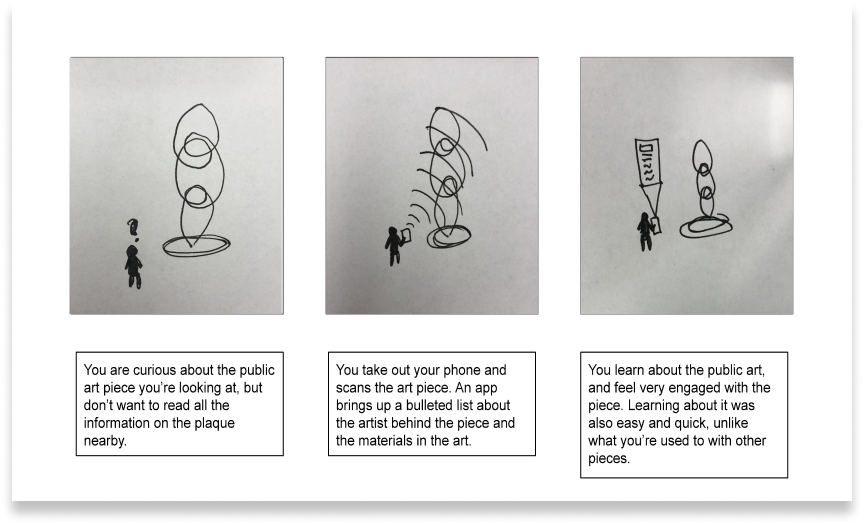 You are curious about the public
art piece you're looking at, but
don't want to read all the
information on the plaque
nearby.
You take out your phone and
scans the art piece. An app
brings up a bulleted list about
the artist behind the piece and
the materials in the art.
You learn about the public art,
and feel very engaged with the
piece. Learning about it was
also easy and quick, unlike
what you're used to with other
pieces.